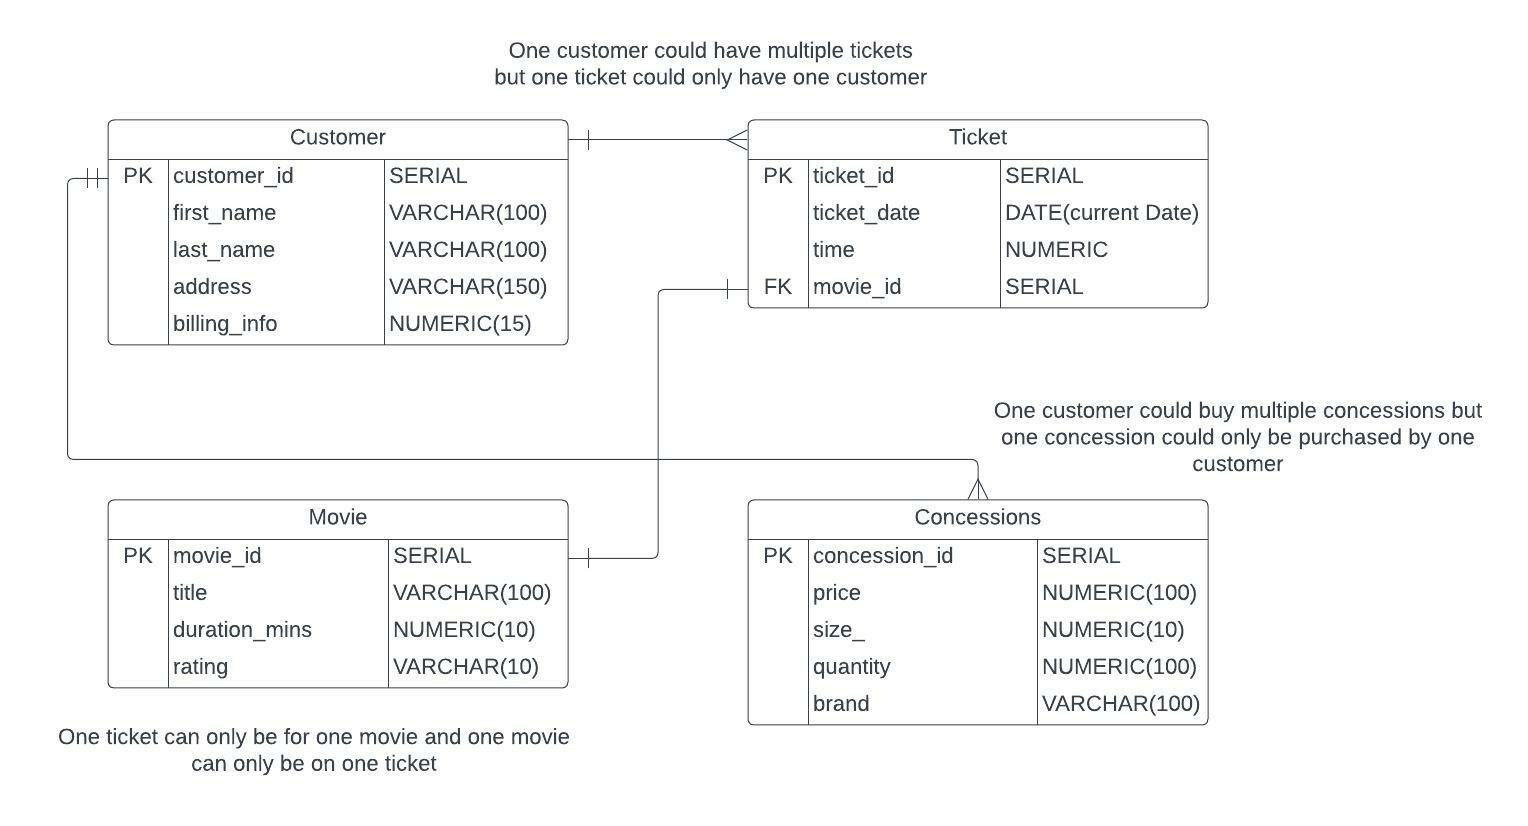 One customer could have multiple tickets
but one ticket could only have one customer
Customer
PK customer_id SERIAL
first_name VARCHAR(100)
last_name VARCHAR(100)
address VARCHAR(150)
billing_info NUMERIC(15)
Ticket
PK ticket_id SERIAL
ticket_date DATE(current Date)
time NUMERIC
FK movie_id SERIAL
One customer could buy multiple concessions but
one concession could only be purchased by one
customer
Movie
PK movie_id SERIAL
title VARCHAR(100)
duration_mins NUMERIC(10)
rating VARCHAR(10)
Concessions
PK concession_id SERIAL
price NUMERIC(100)
size_ NUMERIC(10)
quantity NUMERIC(100)
brand VARCHAR(100)
One ticket can only be for one movie and one movie
can only be on one ticket